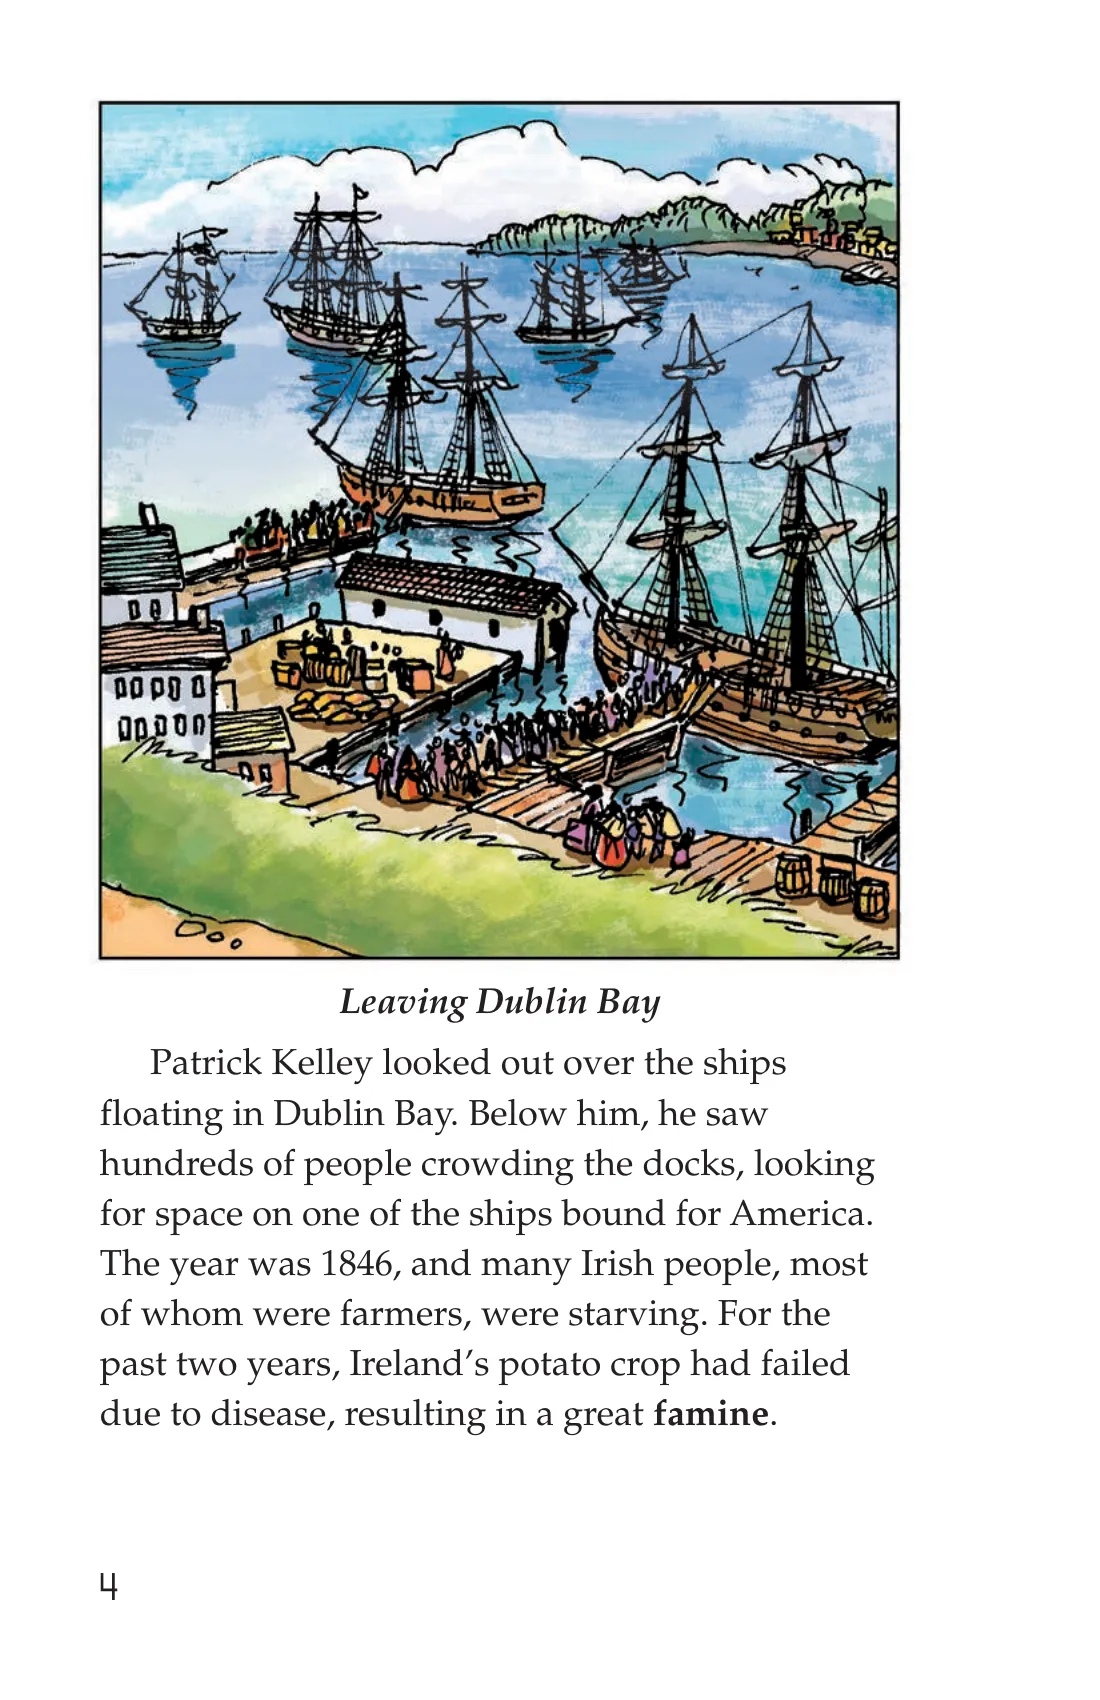 Leaving Dublin Bay
Patrick Kelley looked out over the ships
floating in Dublin Bay. Below him, he saw
hundreds of people crowding the docks, looking
for space on one of the ships bound for America.
The year was 1846, and many Irish people, most
of whom were farmers, were starving. For the
past two years, Ireland’s potato crop had failed
due to disease, resulting in a great famine.
4